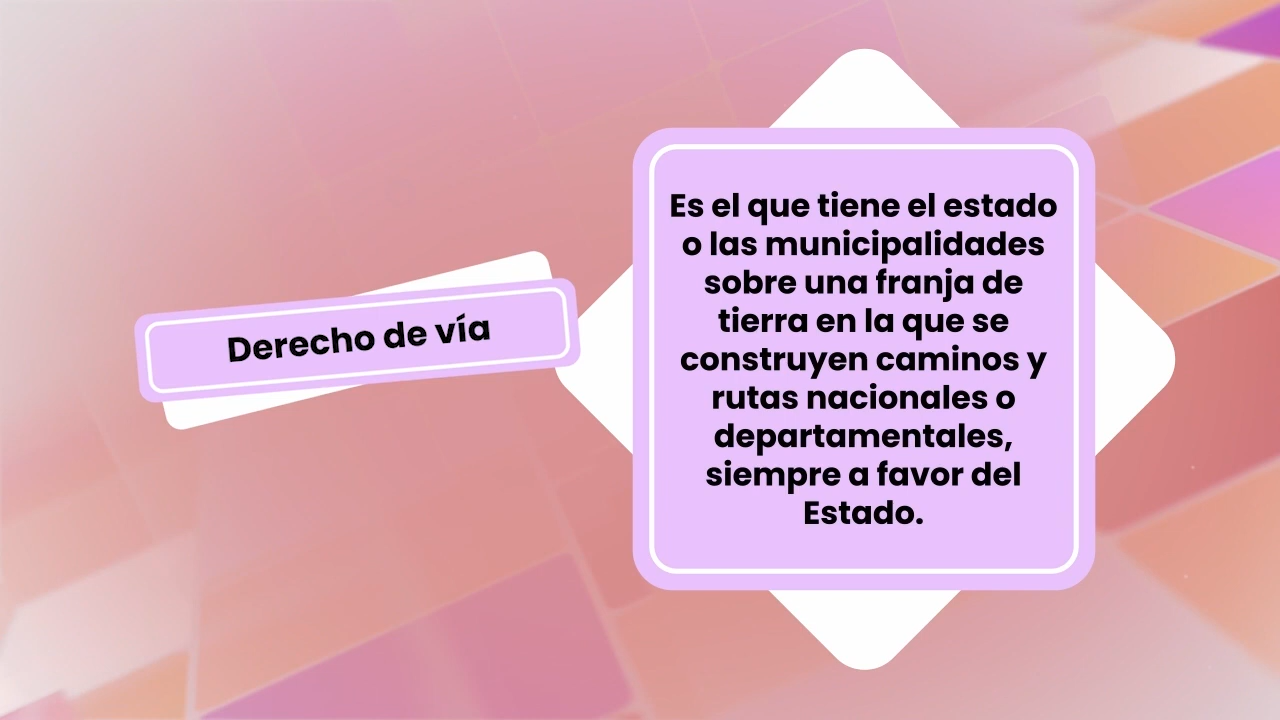 Derecho de vía
Es el que tiene el estado
o las municipalidades
sobre una franja de
tierra en la que se
construyen caminos y
rutas nacionales o
departamentales,
siempre a favor del
Estado.